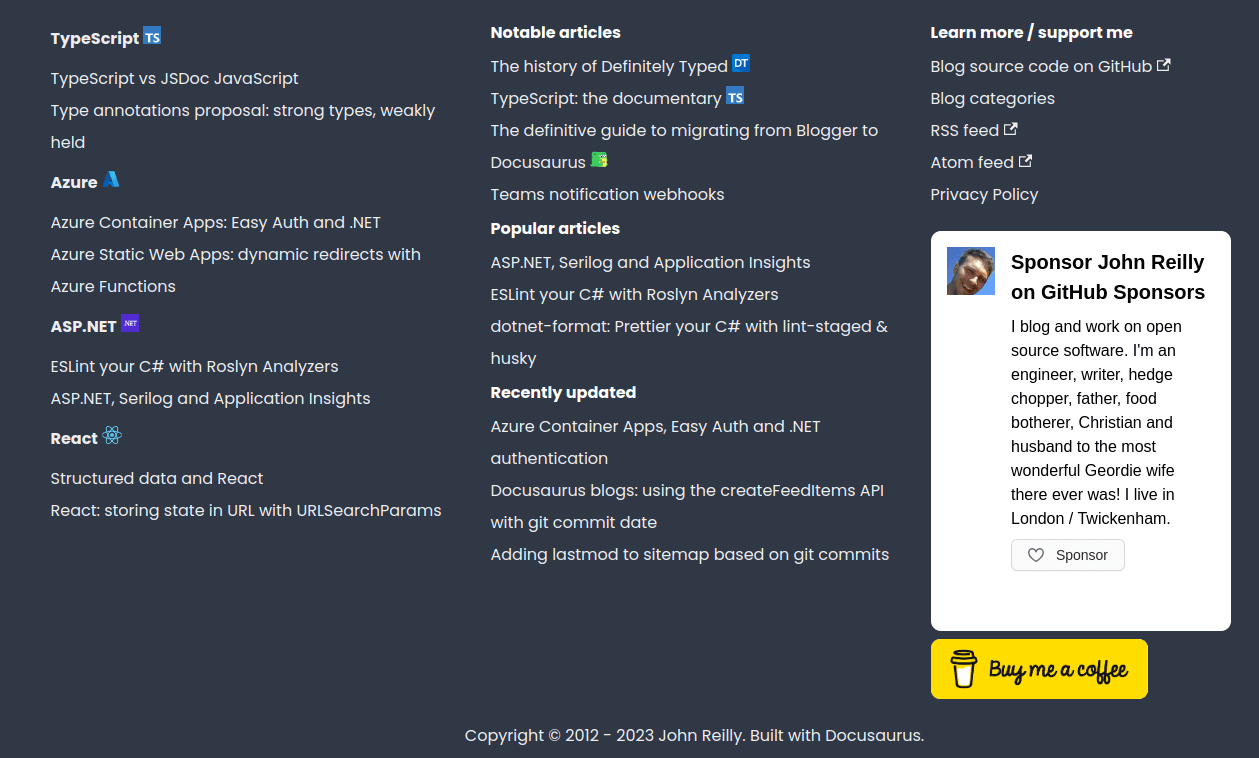 TypeScript TS
TypeScript vs JSDoc JavaScript
Type annotations proposal: strong types, weakly
held
Azure
Azure Container Apps: Easy Auth and .NET
Azure Static Web Apps: dynamic redirects with
Azure Functions
ASP.NET .NET
ESLint your C# with Roslyn Analyzers
ASP.NET, Serilog and Application Insights
React
Structured data and React
React: storing state in URL with URLSearchParams
Notable articles
The history of Definitely Typed DT
TypeScript: the documentary TS
The definitive guide to migrating from Blogger to
Docusaurus
Teams notification webhooks
Popular articles
ASP.NET, Serilog and Application Insights
ESLint your C# with Roslyn Analyzers
dotnet-format: Prettier your C# with lint-staged &
husky
Recently updated
Azure Container Apps, Easy Auth and .NET
authentication
Docusaurus blogs: using the createFeedItems API
with git commit date
Adding lastmod to sitemap based on git commits
Learn more / support me
Blog source code on GitHub
Blog categories
RSS feed
Atom feed
Privacy Policy
Sponsor John Reilly
on GitHub Sponsors
I blog and work on open
source software. I'm an
engineer, writer, hedge
chopper, father, food
botherer, Christian and
husband to the most
wonderful Geordie wife
there ever was! I live in
London / Twickenham.
Sponsor
Buy me a coffee
Copyright © 2012 - 2023 John Reilly. Built with Docusaurus.